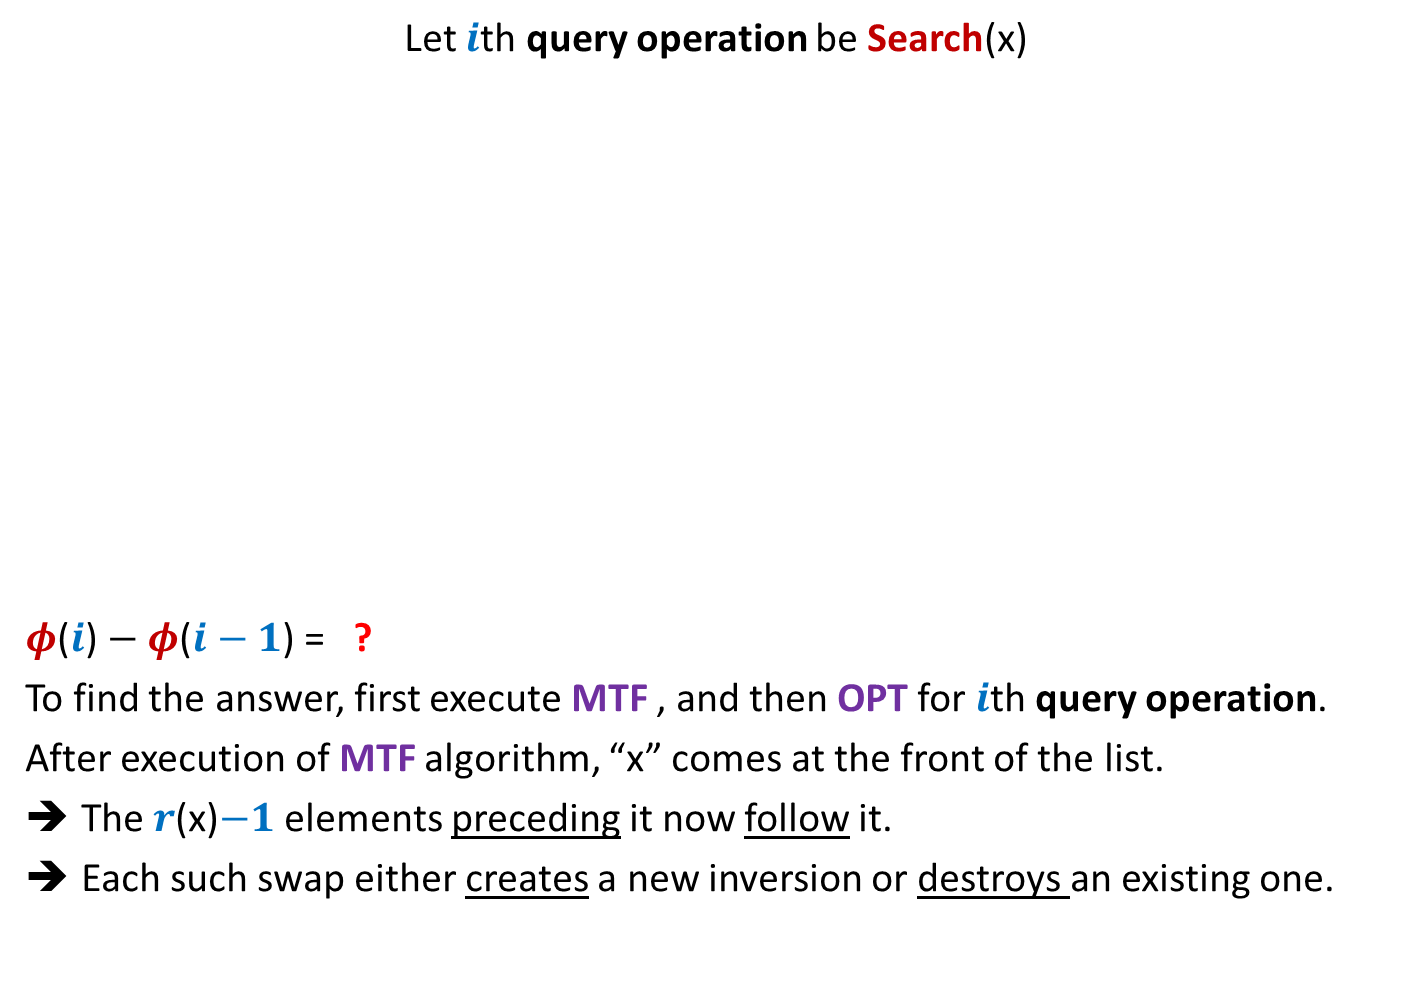 Let ith query operation be Search(x)
ϕ(i) − ϕ(i − 1) = ?
To find the answer, first execute MTF , and then OPT for ith query operation.
After execution of MTF algorithm, “x” comes at the front of the list.
➔ The r(x)−1 elements preceding it now follow it.
➔ Each such swap either creates a new inversion or destroys an existing one.